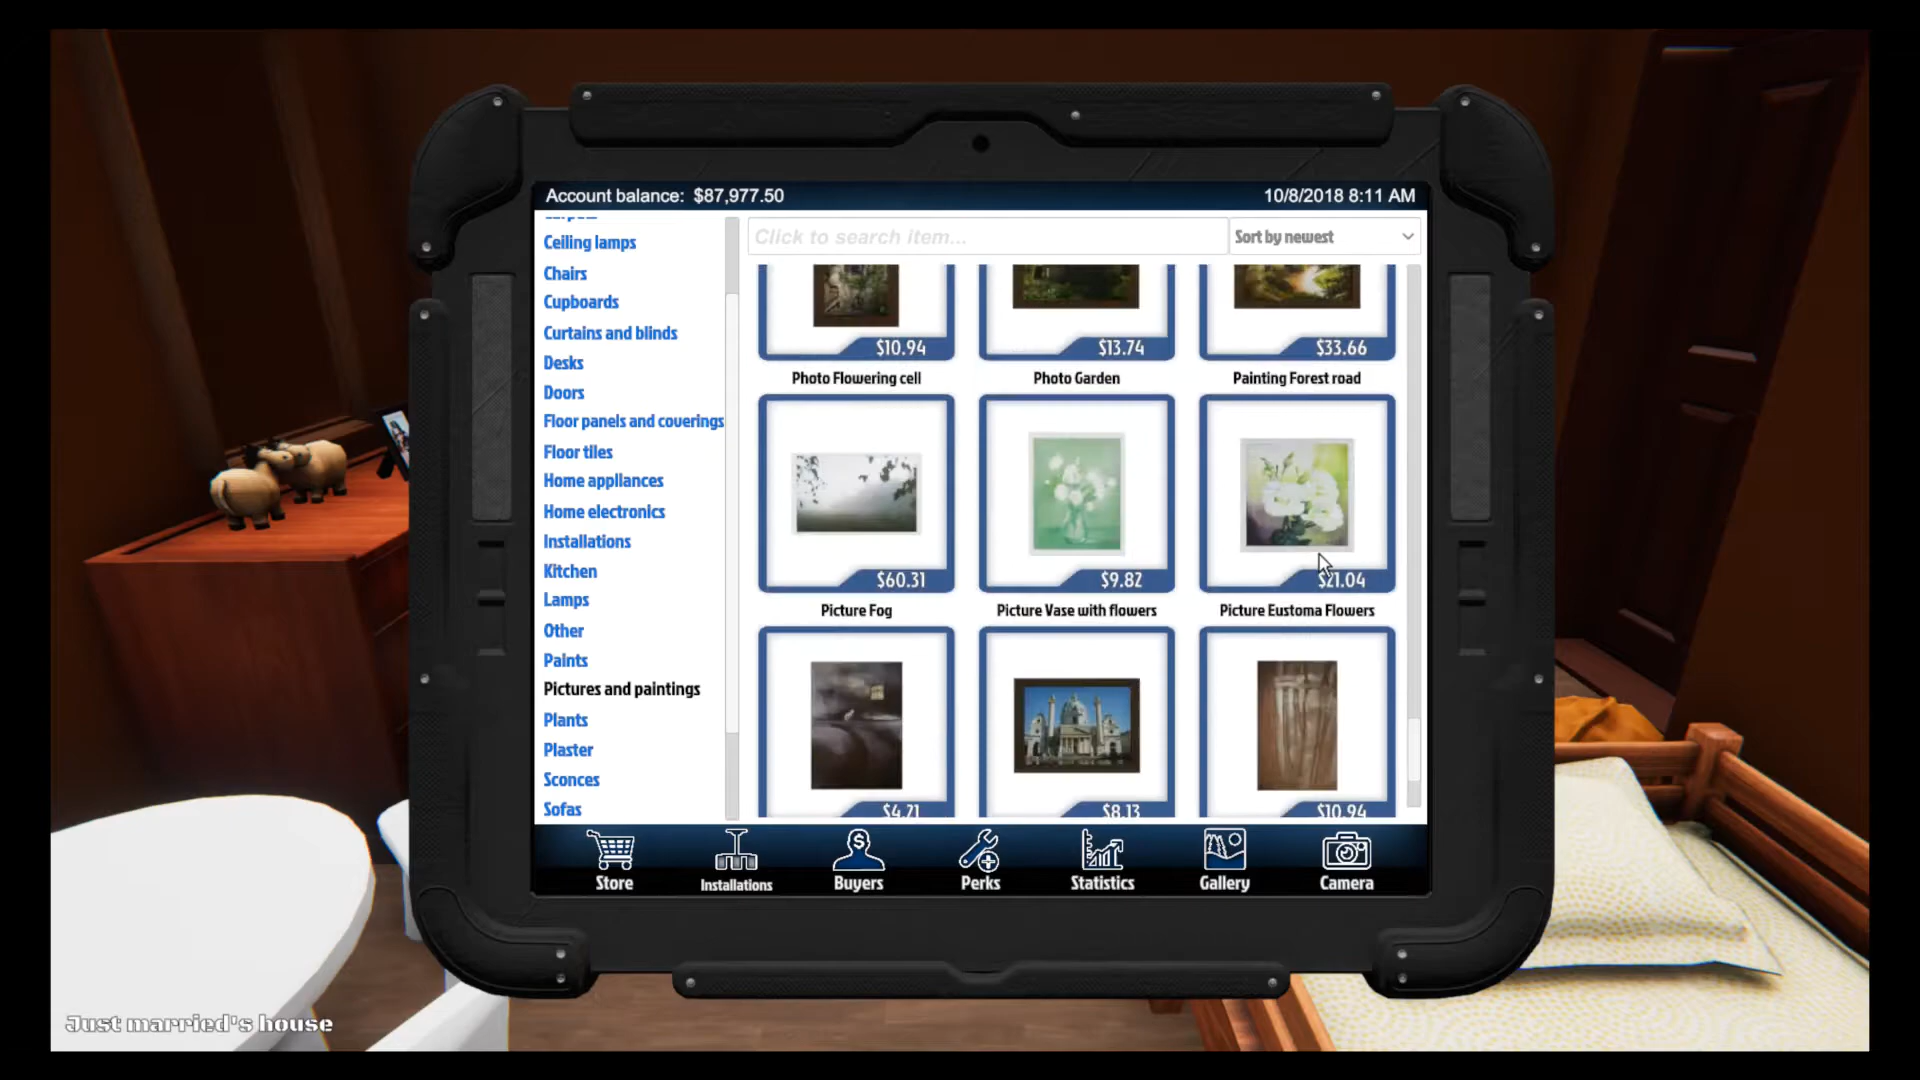 Account balance: $87,977.50
10/8/2018 8:11 AM
Click to search item...
Sort by newest
Ceiling lamps
Chairs
Cupboards
Curtains and blinds
Desks
Doors
Floor panels and coverings
Floor tiles
Home appliances
Home electronics
Installations
Kitchen
Lamps
Other
Paints
Pictures and paintings
Plants
Plaster
Sconces
Sofas
$10.94
$13.74
$33.66
Photo Flowering cell
Photo Garden
Painting Forest road
$60.31
$9.82
$21.04
Picture Fog
Picture Vase with flowers
Picture Eustoma Flowers
$4.71
$8.13
$10.94
Store
Installations
Buyers
Perks
Statistics
Gallery
Camera
Just married's house